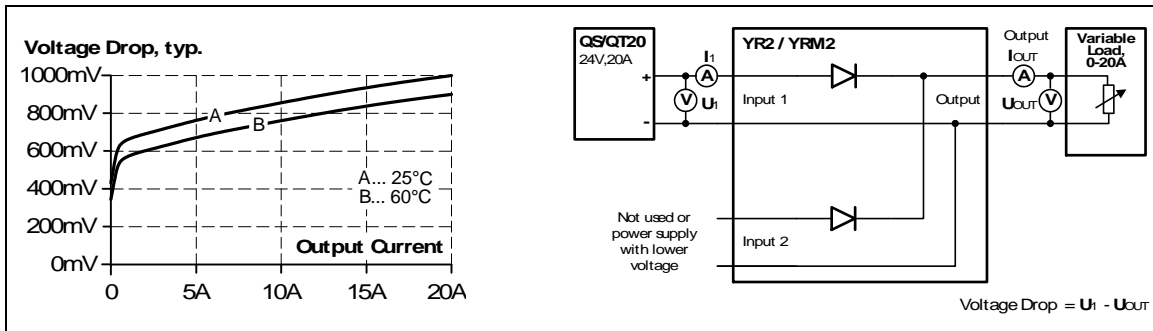 Voltage Drop, typ.
1000mV
800mV
600mV
400mV
200mV
0mV
A
B
A... 25°C
B... 60°C
Output Current
0
5A
10A
15A
20A
QS/QT20
24V,20A
+
-
I1
A
V
U1
YR2 / YRM2
Input 1
Output
Input 2
Not used or
power supply
with lower
voltage
Output
IOUT
A
UOUT
V
Variable
Load,
0-20A
Voltage Drop = U1 - UOUT